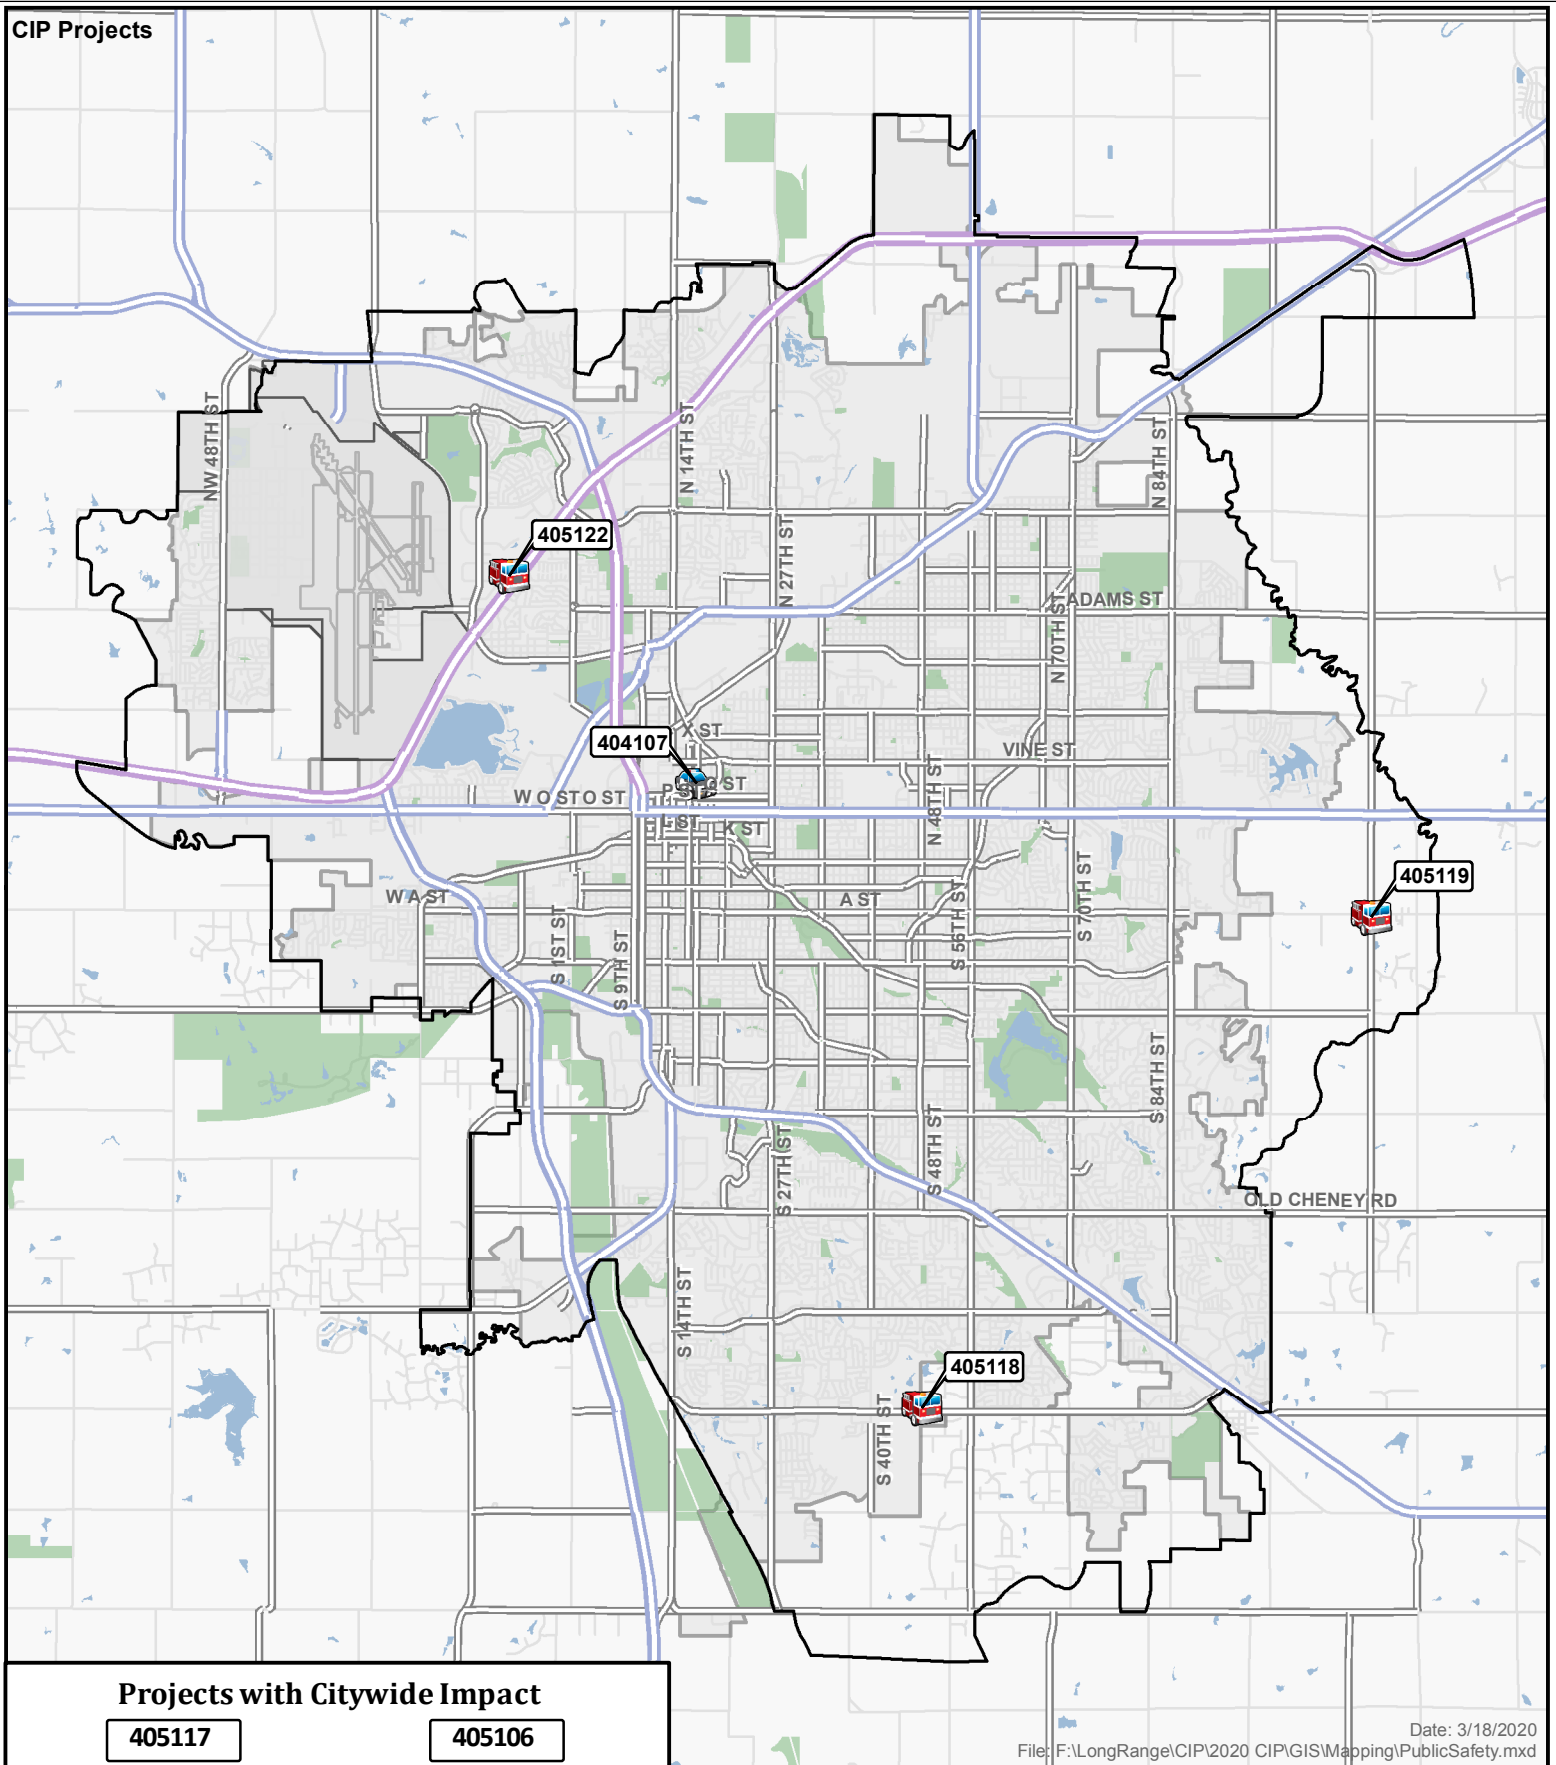 CIP Projects
NW 48TH ST
N 14TH ST
N 84TH ST
405122
N 27TH ST
ADAMS ST
N 70TH ST
404107
X ST
VINE ST
W O ST O ST
P ST
ST
L ST
K ST
N 48TH ST
405119
W A ST
A ST
S 1ST ST
S 9TH ST
S 56TH ST
S 70TH ST
S 84TH ST
S 27TH ST
S 48TH ST
OLD CHENEY RD
S 14TH ST
405118
S 40TH ST
Projects with Citywide Impact
405117
405106
Date: 3/18/2020
File: F:\LongRange\CIP\2020 CIP\GIS\Mapping\PublicSafety.mxd